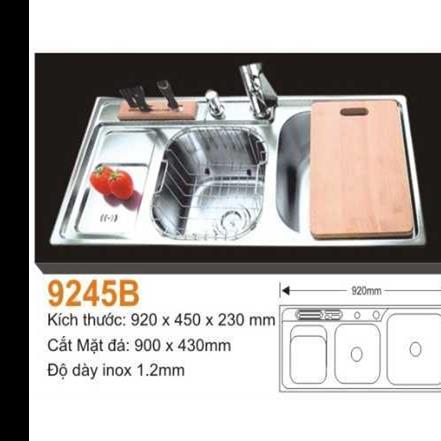 9245B
920mm
Kích thước: 920 x 450 x 230 mm
Cắt Mặt đá: 900 x 430mm
Độ dày inox 1.2mm